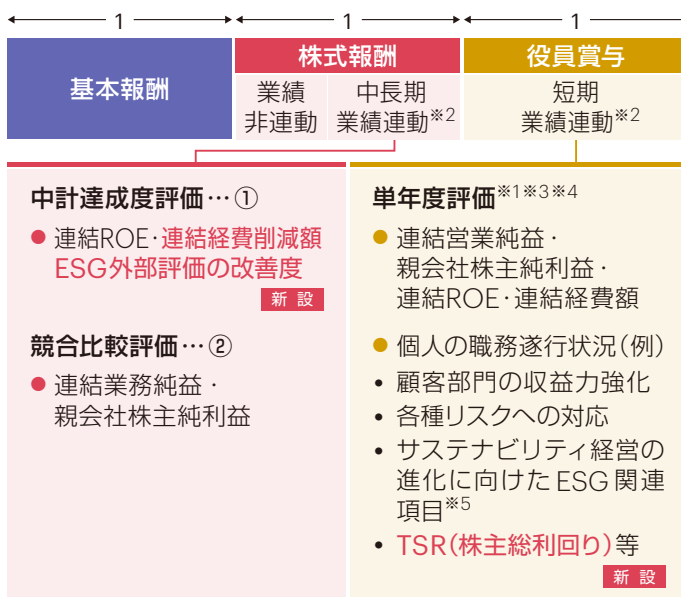 1 1 1
基本報酬
株式報酬
業績
非連動
中長期
業績連動※2
役員賞与
短期
業績連動※2
中計達成度評価…①
● 連結ROE・連結経費削減額
ESG外部評価の改善度
新設
競合比較評価…②
● 連結業務純益・
親会社株主純利益
単年度評価※1※3※4
● 連結営業純益・
親会社株主純利益・
連結ROE・連結経費額
● 個人の職務遂行状況(例)
• 顧客部門の収益力強化
• 各種リスクへの対応
• サステナビリティ経営の
進化に向けたESG関連
項目※5
• TSR(株主総利回り)等
新設